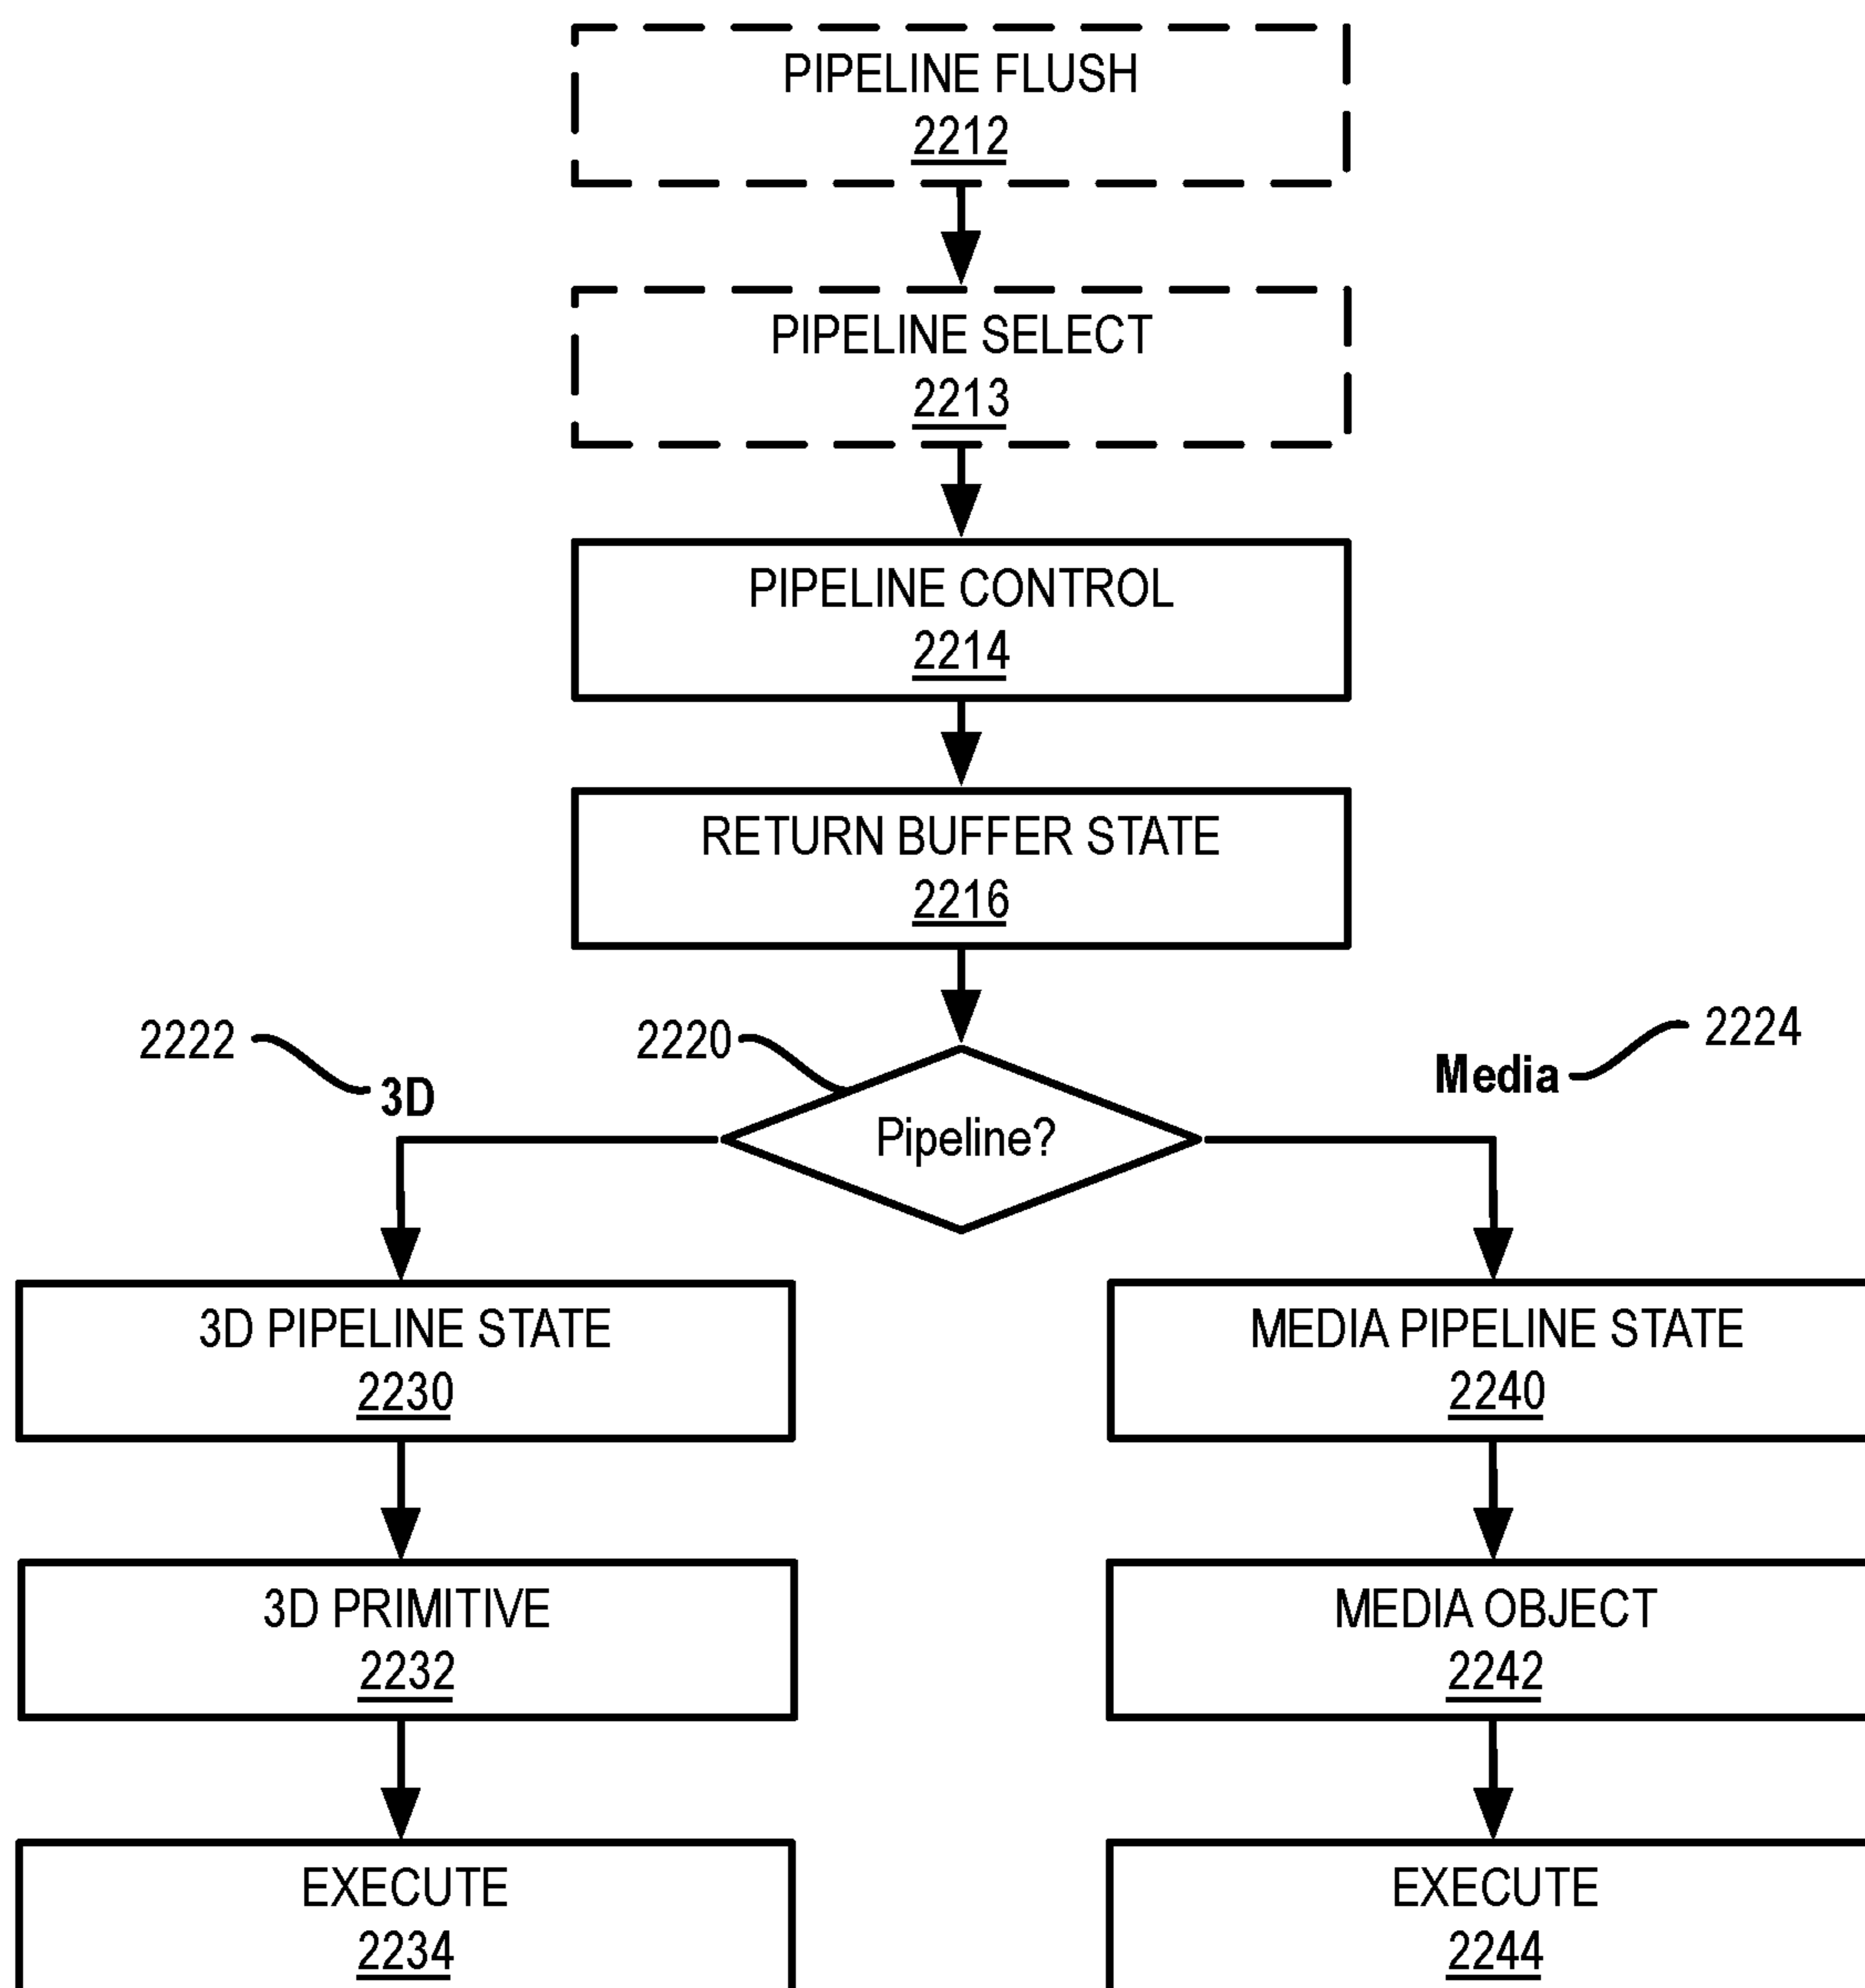 PIPELINE FLUSH
2212
PIPELINE SELECT
2213
PIPELINE CONTROL
2214
RETURN BUFFER STATE
2216
2222
2220
2224
3D
Media
Pipeline?
3D PIPELINE STATE
2230
MEDIA PIPELINE STATE
2240
3D PRIMITIVE
2232
MEDIA OBJECT
2242
EXECUTE
2234
EXECUTE
2244